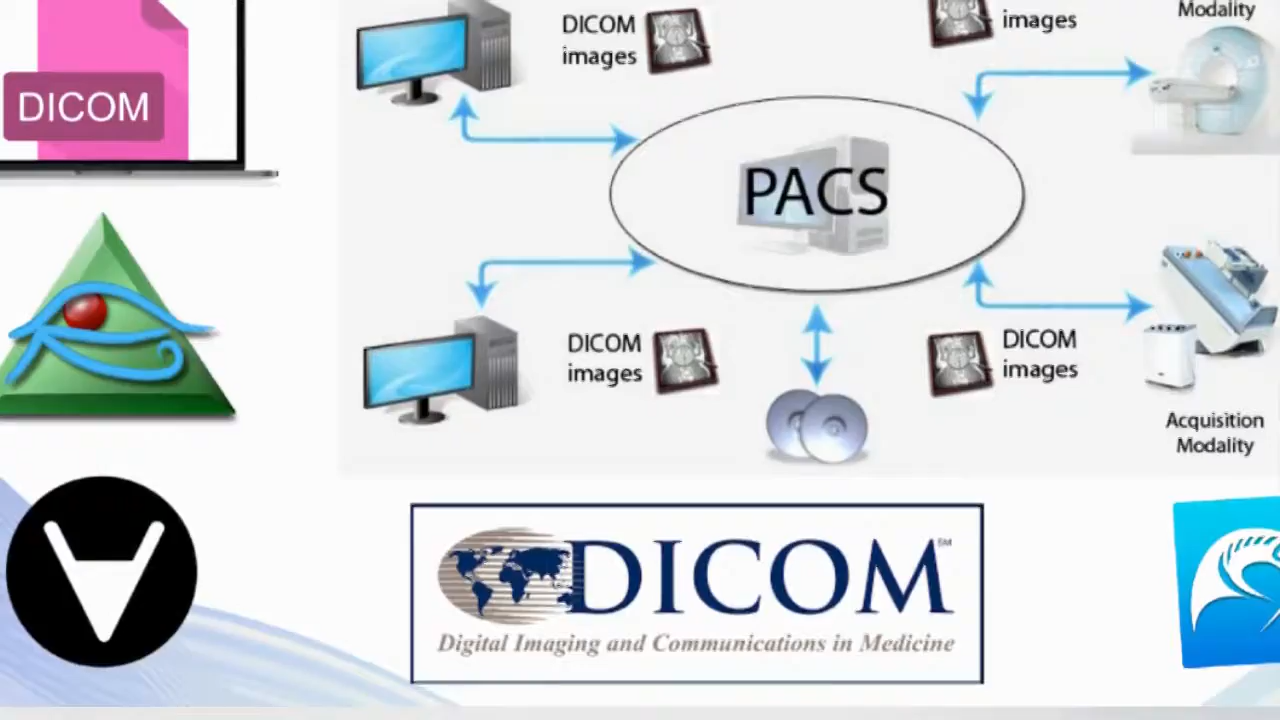 DICOM
images
images
Modality
DICOM
PACS
DICOM
images
DICOM
images
Acquisition
Modality
DICOM SM
Digital Imaging and Communications in Medicine